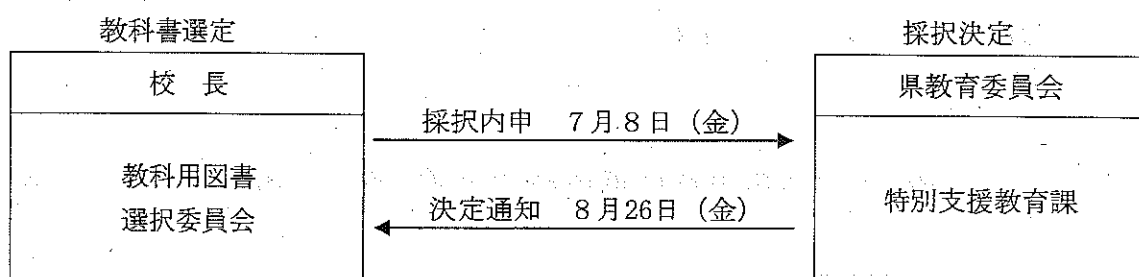 教科書選定
校 長
教科用図書
選択委員会
採択内申 7月8日(金)
決定通知 8月26日(金)
採択決定
県教育委員会
特別支援教育課